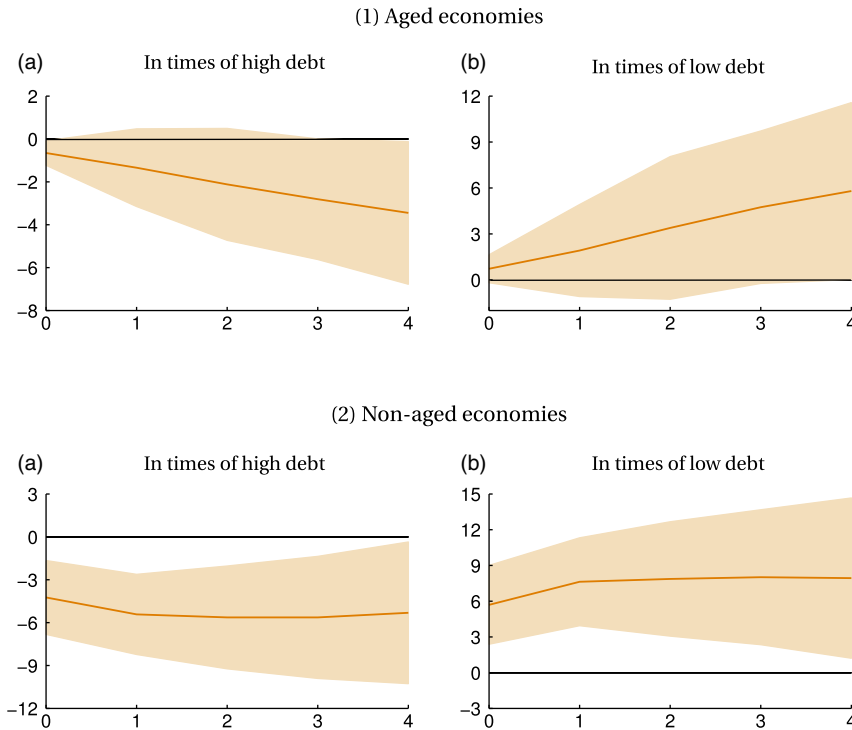 (1) Aged economies
(a) In times of high debt
(b) In times of low debt
2
0
−2
−4
−6
−8
0 1 2 3 4
12
9
6
3
0
0 1 2 3 4
(2) Non-aged economies
(a) In times of high debt
(b) In times of low debt
3
0
−3
−6
−9
−12
0 1 2 3 4
15
12
9
6
3
0
−3
0 1 2 3 4